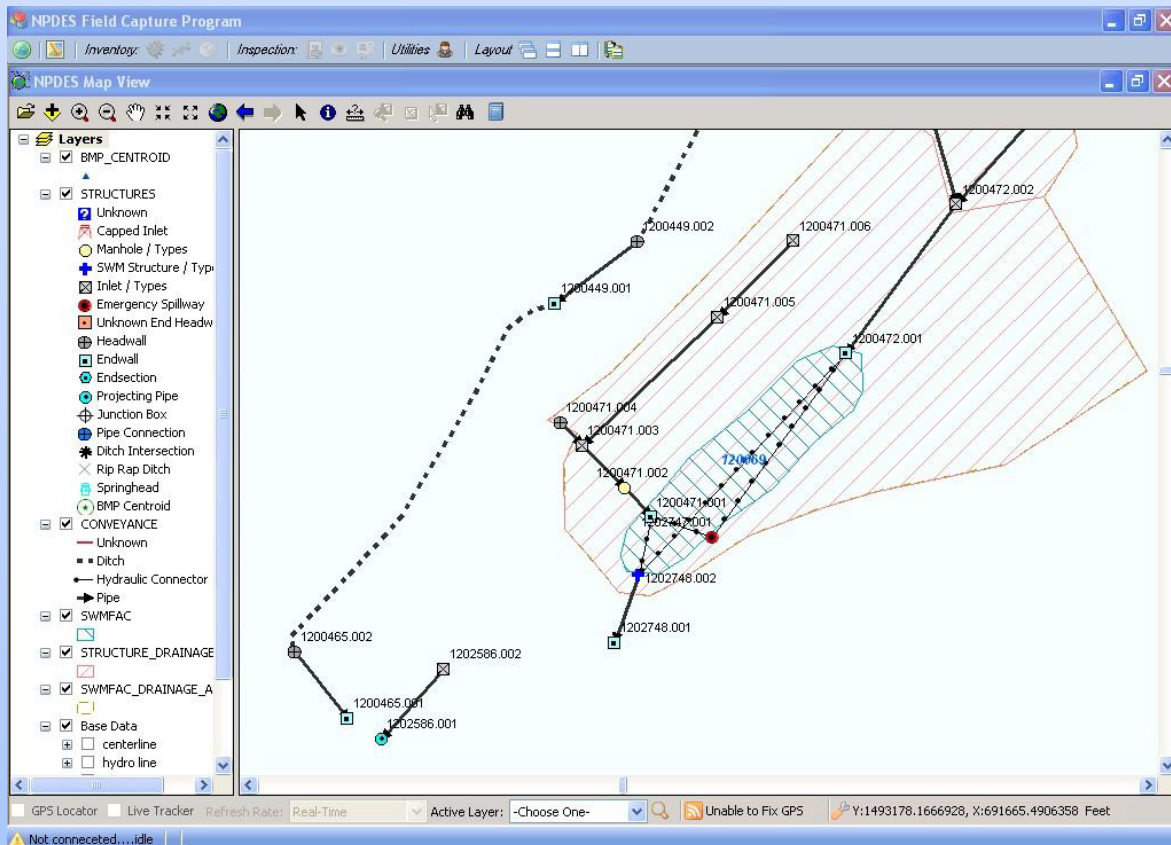 NPDES Field Capture Program
Inventory: Inspection: Utilities Layout
NPDES Map View
Layers
BMP_CENTROID
STRUCTURES
Unknown
Capped Inlet
Manhole / Types
SWM Structure / Typ
Inlet / Types
Emergency Spillway
Unknown End Headw
Headwall
Endwall
Endsection
Projecting Pipe
Junction Box
Pipe Connection
Ditch Intersection
Rip Rap Ditch
Springhead
BMP Centroid
CONVEYANCE
Unknown
Ditch
Hydraulic Connector
Pipe
SWMFAC
STRUCTURE_DRAINAGE
SWMFAC_DRAINAGE_A
Base Data
centerline
hydro line
1200472.002
1200449.002
1200471.006
1200449.001
1200471.005
1200472.001
1200471.004
1200471.003
120069
1200471.002
1200471.001
1202747.001
1202748.002
1202748.001
1200465.002
1202586.002
1200465.001
1202586.001
GPS Locator Live Tracker Refresh Rate: Real-Time Active Layer: -Choose One- Unable to Fix GPS Y:1493178.1666928, X:691665.4906358 Feet
Not conneceted....idle